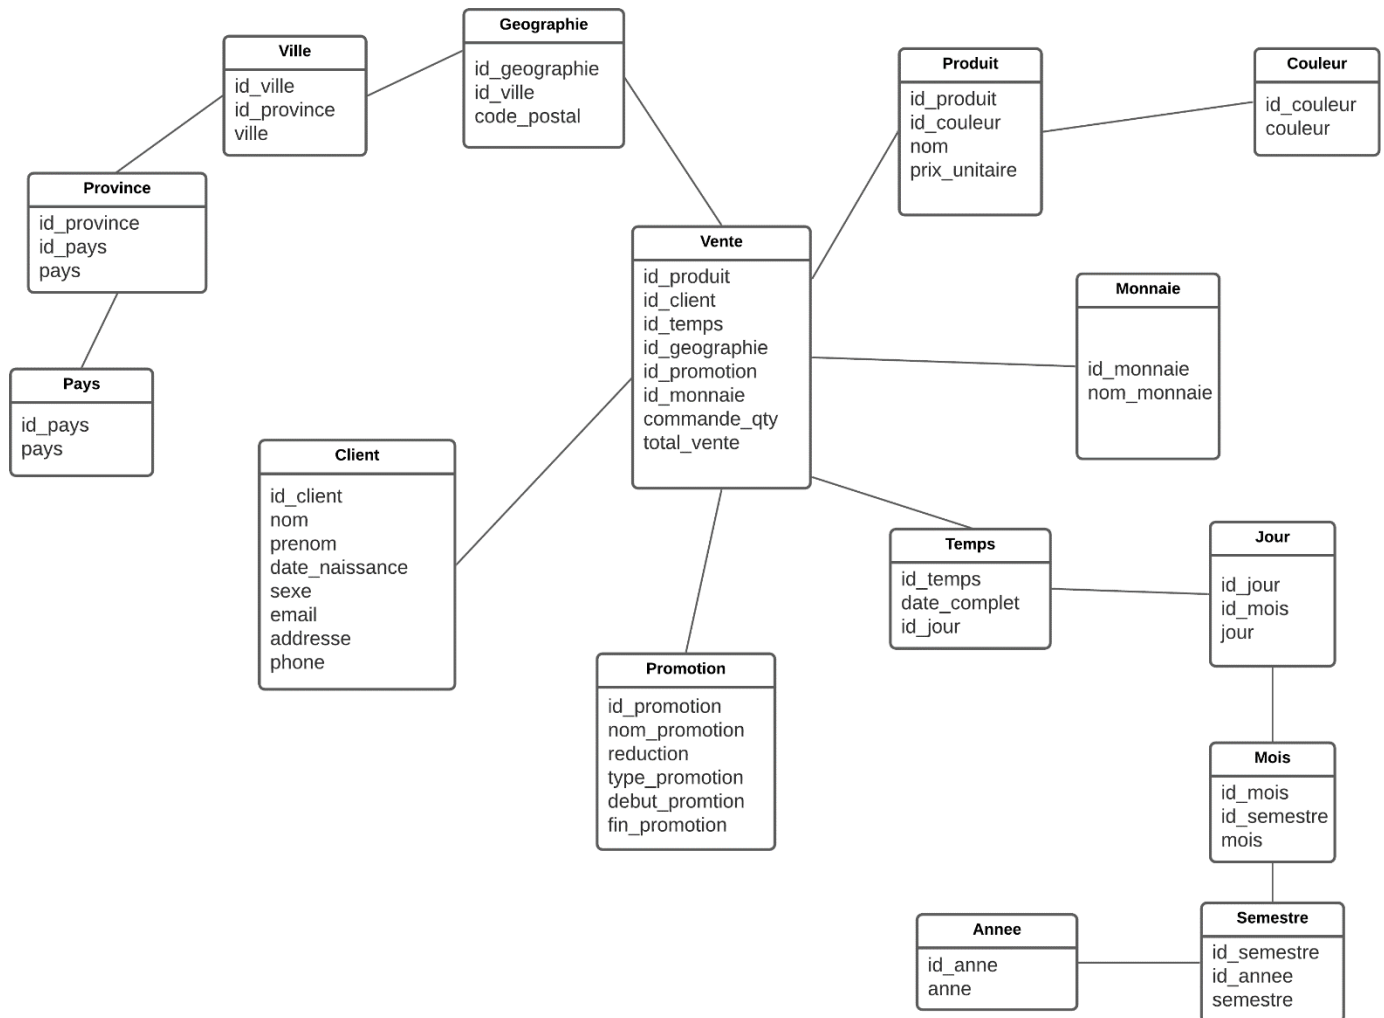 Geographie
id_geographie
id_ville
code_postal
Ville
id_ville
id_province
ville
Produit
id_produit
id_couleur
nom
prix_unitaire
Couleur
id_couleur
couleur
Province
id_province
id_pays
pays
Vente
id_produit
id_client
id_temps
id_geographie
id_promotion
id_monnaie
commande_qty
total_vente
Monnaie
id_monnaie
nom_monnaie
Pays
id_pays
pays
Client
id_client
nom
prenom
date_naissance
sexe
email
addresse
phone
Temps
id_temps
date_complet
id_jour
Jour
id_jour
id_mois
jour
Promotion
id_promotion
nom_promotion
reduction
type_promotion
debut_promtion
fin_promotion
Mois
id_mois
id_semestre
mois
Annee
id_anne
anne
Semestre
id_semestre
id_annee
semestre